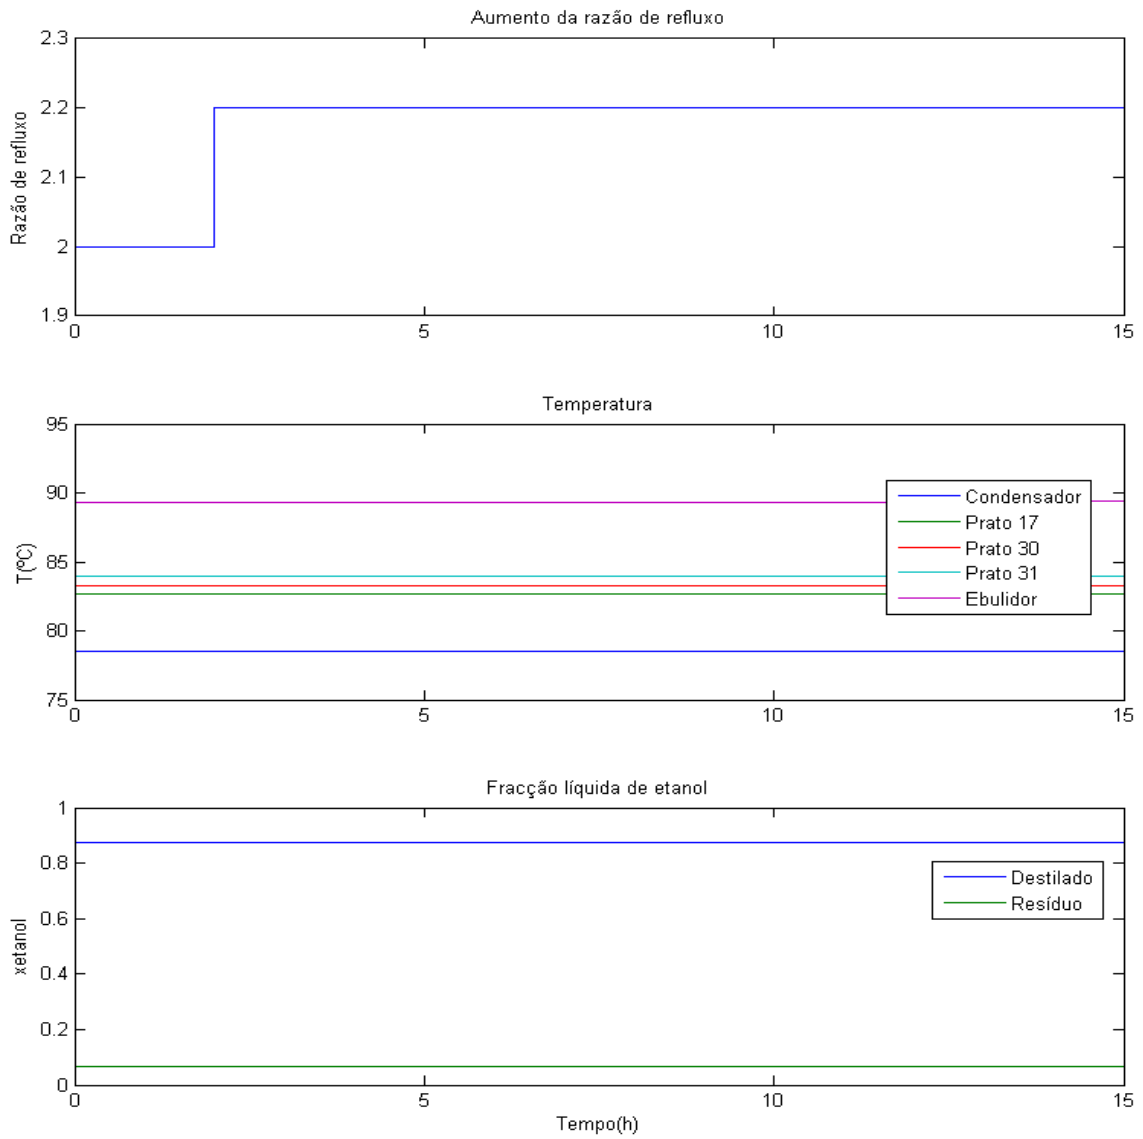 Aumento da razão de refluxo
2.3
2.2
2.1
2
1.9
Razão de refluxo
0
5
10
15
Temperatura
95
90
85
80
75
T(ºC)
Condensador
Prato 17
Prato 30
Prato 31
Ebulidor
0
5
10
15
Fracção líquida de etanol
1
0.8
0.6
0.4
0.2
0
xetanol
Destilado
Resíduo
0
5
10
15
Tempo(h)